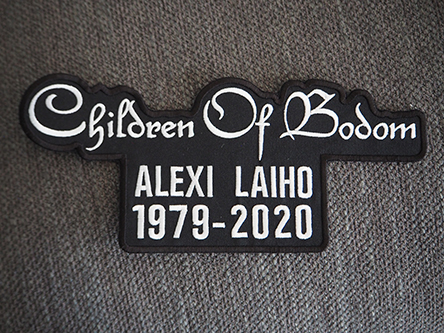 Children Of Bodom
ALEXI LAIHO
1979-2020